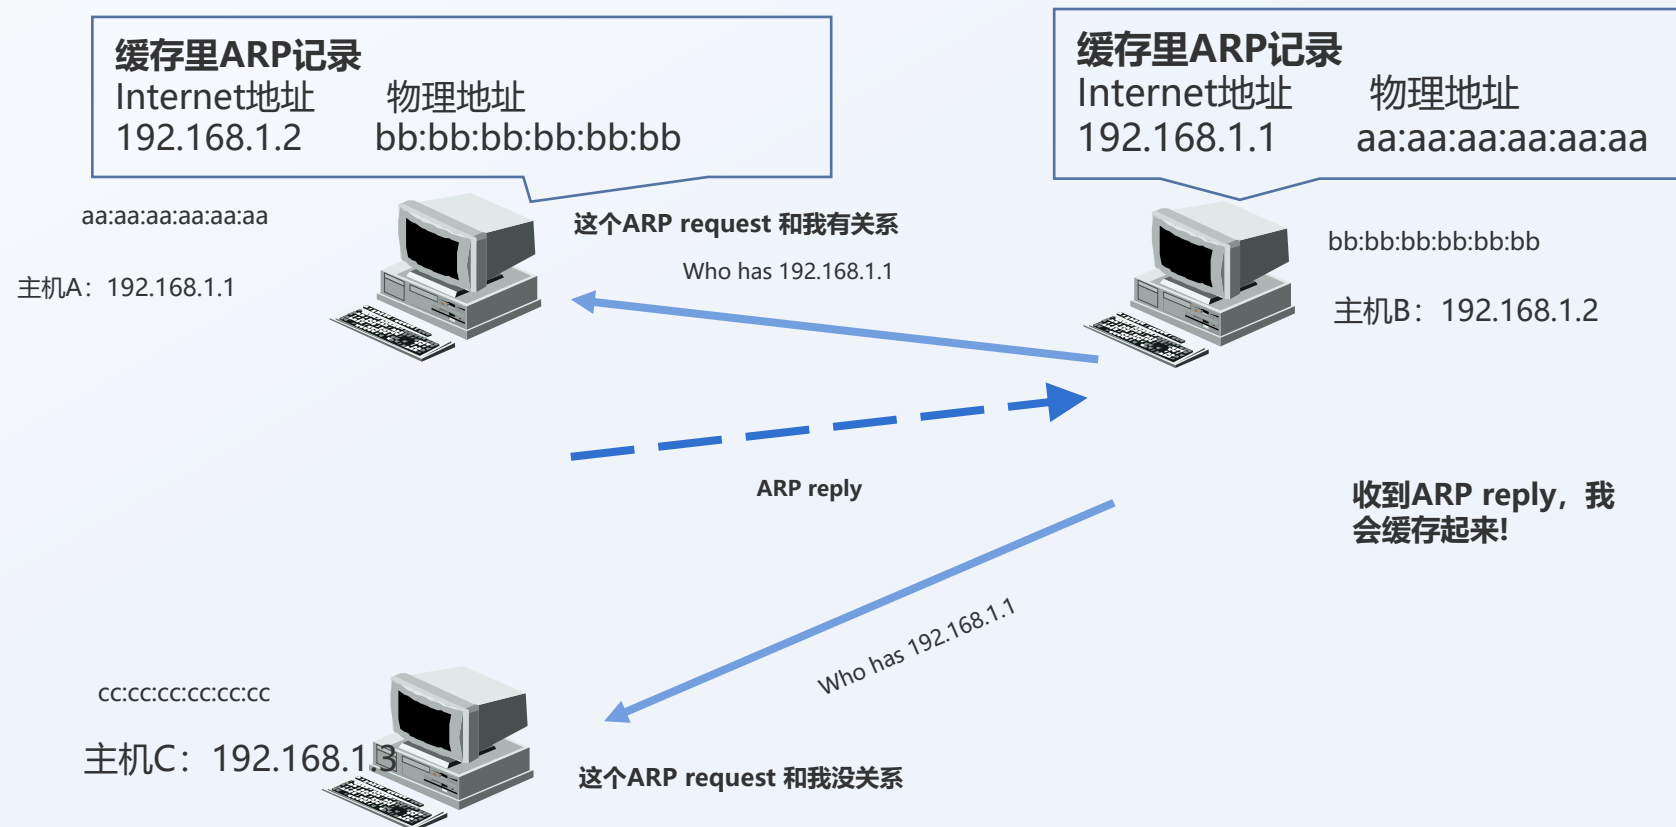 缓存里ARP记录
Internet地址 物理地址
192.168.1.2 bb:bb:bb:bb:bb:bb
缓存里ARP记录
Internet地址 物理地址
192.168.1.1 aa:aa:aa:aa:aa:aa
aa:aa:aa:aa:aa:aa
主机A：192.168.1.1
这个ARP request 和我有关系
Who has 192.168.1.1
bb:bb:bb:bb:bb:bb
主机B：192.168.1.2
ARP reply
收到ARP reply，我
会缓存起来!
Who has 192.168.1.1
cc:cc:cc:cc:cc:cc
主机C：192.168.1.3
这个ARP request 和我没关系